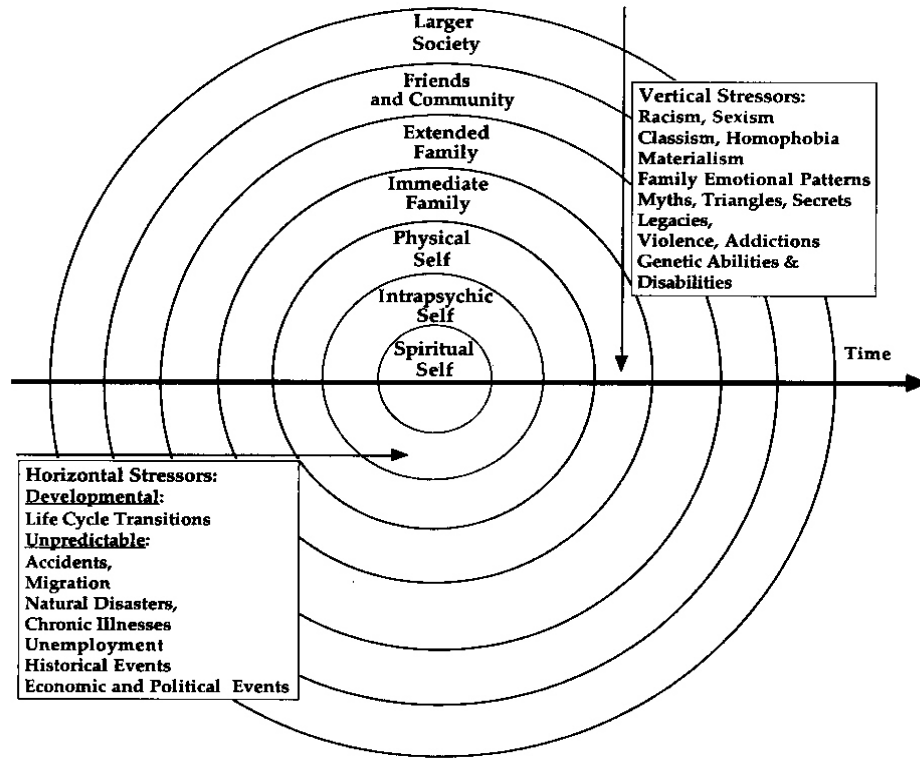 Larger
Society
Friends
and Community
Extended
Family
Immediate
Family
Physical
Self
Intrapsychic
Self
Spiritual
Self
Vertical Stressors:
Racism, Sexism
Classism, Homophobia
Materialism
Family Emotional Patterns
Myths, Triangles, Secrets
Legacies,
Violence, Addictions
Genetic Abilities &
Disabilities
Time
Horizontal Stressors:
Developmental:
Life Cycle Transitions
Unpredictable:
Accidents,
Migration
Natural Disasters,
Chronic Illnesses
Unemployment
Historical Events
Economic and Political Events